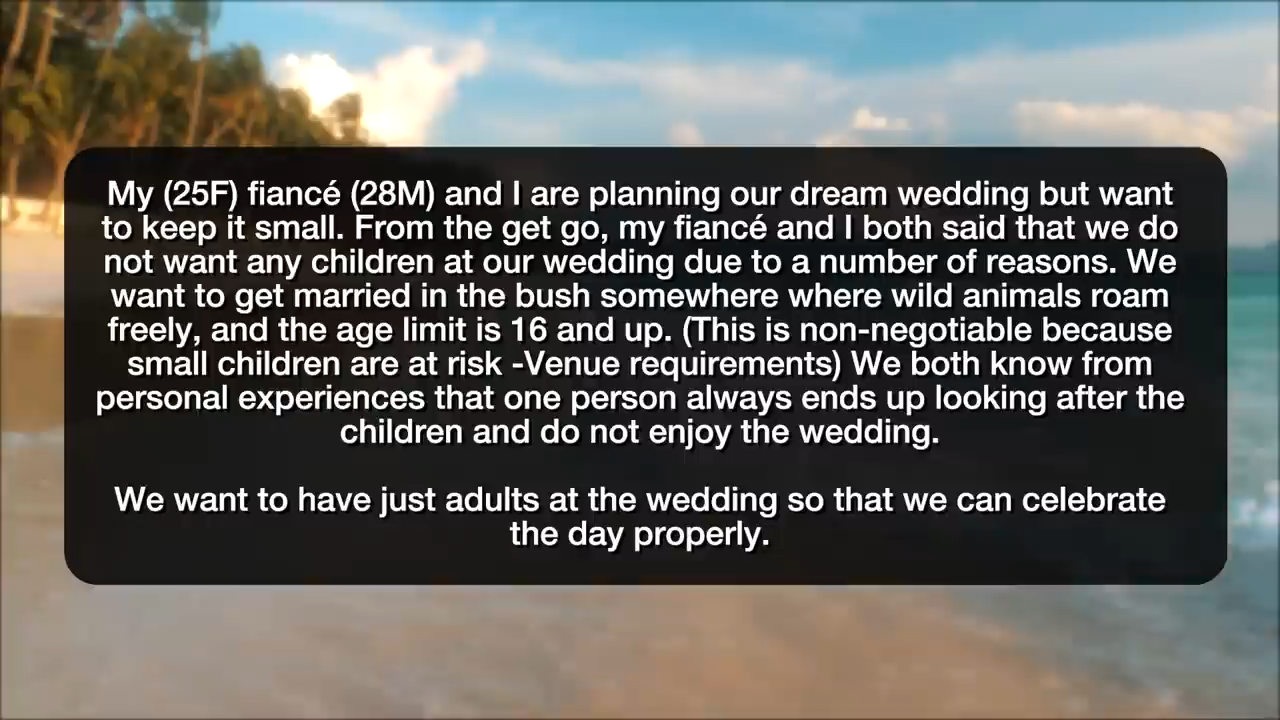 My (25F) fiancé (28M) and I are planning our dream wedding but want
to keep it small. From the get go, my fiancé and I both said that we do
not want any children at our wedding due to a number of reasons. We
want to get married in the bush somewhere where wild animals roam
freely, and the age limit is 16 and up. (This is non-negotiable because
small children are at risk -Venue requirements) We both know from
personal experiences that one person always ends up looking after the
children and do not enjoy the wedding.
We want to have just adults at the wedding so that we can celebrate
the day properly.